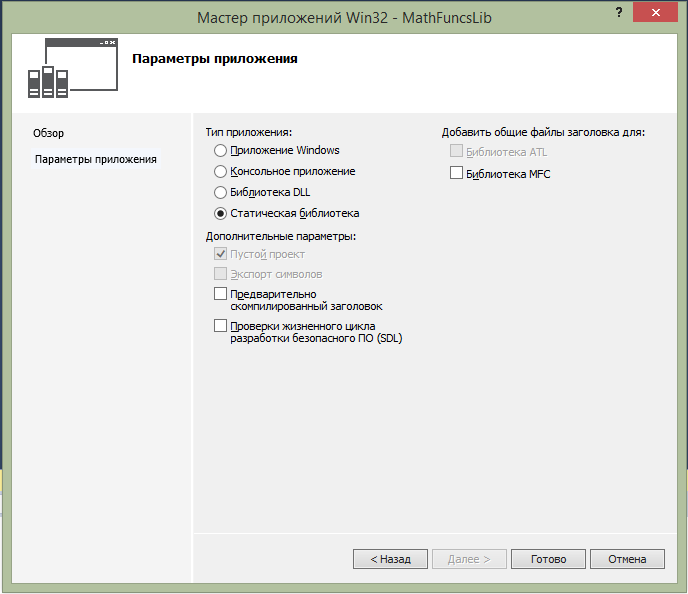 Мастер приложений Win32 - MathFuncsLib
?
Параметры приложения
Обзор
Параметры приложения
Тип приложения:
Приложение Windows
Консольное приложение
Библиотека DLL
Статическая библиотека
Дополнительные параметры:
Пустой проект
Экспорт символов
Предварительно
скомпилированный заголовок
Проверки жизненного цикла
разработки безопасного ПО (SDL)
Добавить общие файлы заголовка для:
Библиотека ATL
Библиотека MFC
< Назад
Далее >
Готово
Отмена